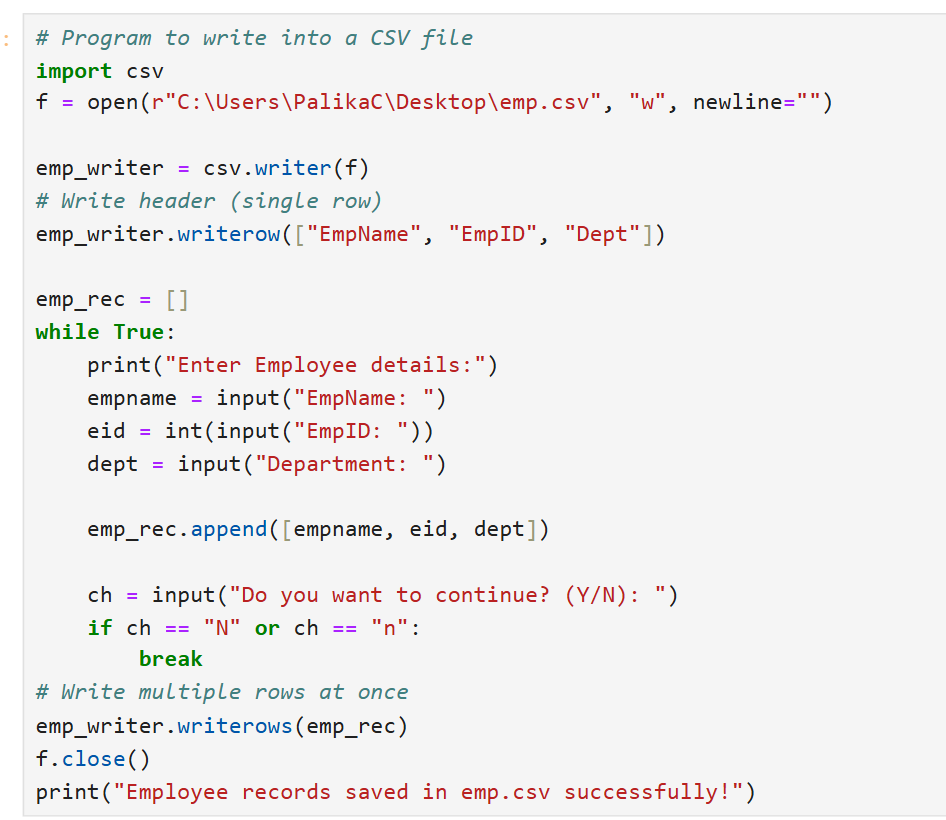 :
# Program to write into a CSV file
import csv
f = open(r"C:\Users\PalikaC\Desktop\emp.csv", "w", newline="")

emp_writer = csv.writer(f)
# Write header (single row)
emp_writer.writerow(["EmpName", "EmpID", "Dept"])

emp_rec = []
while True:
    print("Enter Employee details:")
    empname = input("EmpName: ")
    eid = int(input("EmpID: "))
    dept = input("Department: ")

    emp_rec.append([empname, eid, dept])

    ch = input("Do you want to continue? (Y/N): ")
    if ch == "N" or ch == "n":
        break
# Write multiple rows at once
emp_writer.writerows(emp_rec)
f.close()
print("Employee records saved in emp.csv successfully!")